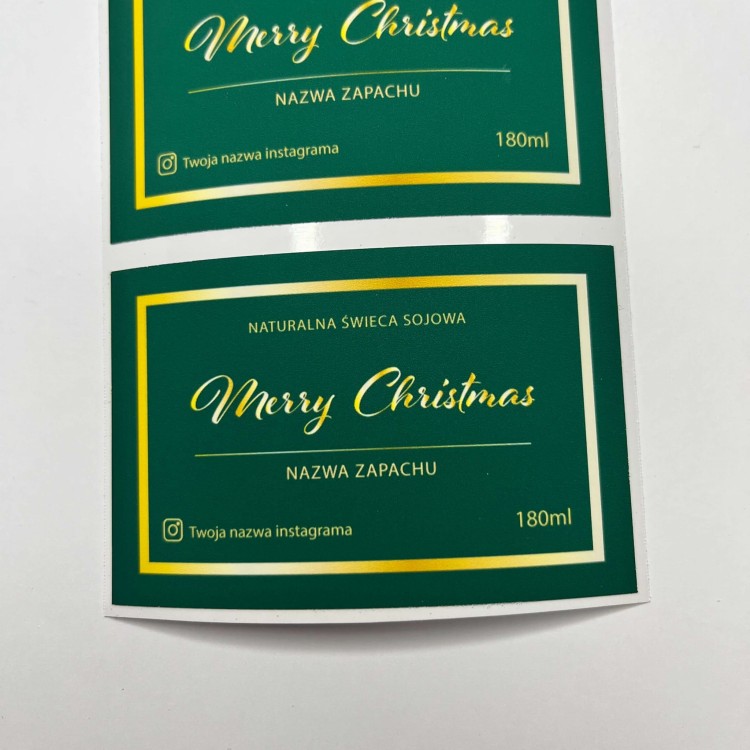 Merry Christmas
NAZWA ZAPACHU
180ml
Twoja nazwa instagrama
NATURALNA ŚWIECA SOJOWA
Merry Christmas
NAZWA ZAPACHU
180ml
Twoja nazwa instagrama